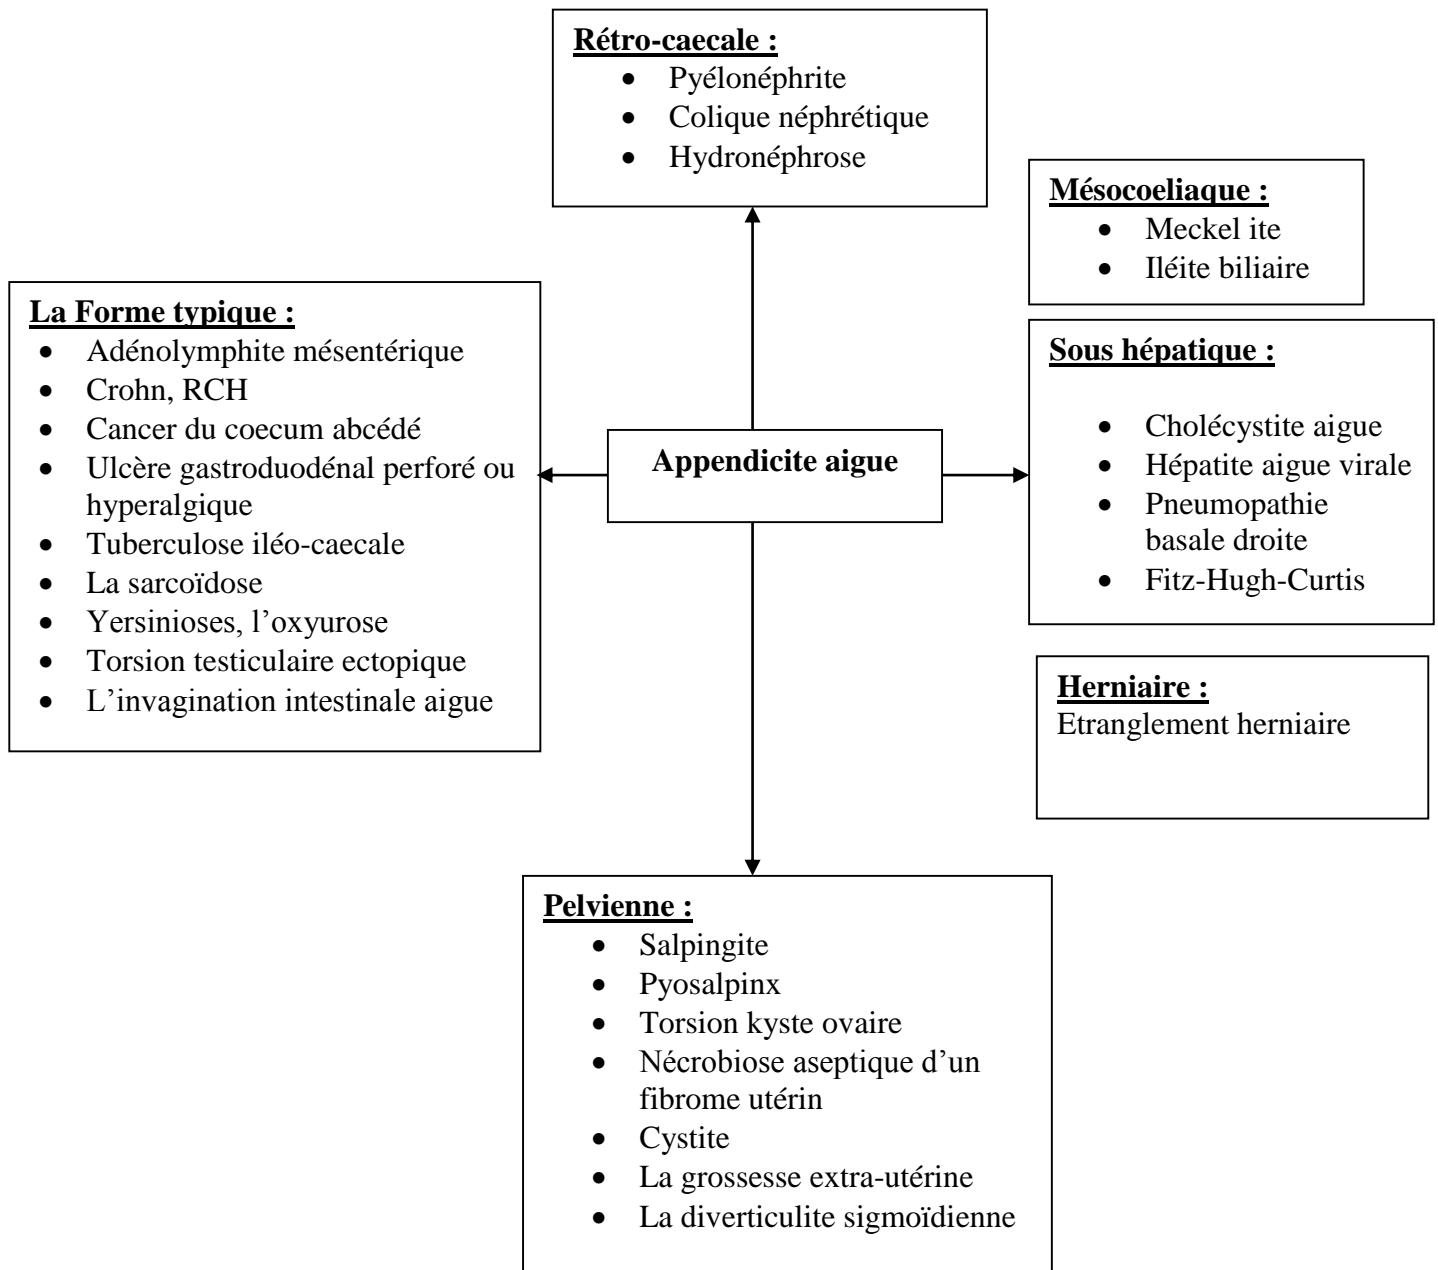 Rétro-caecale :
• Pyélonéphrite
• Colique néphrétique
• Hydronéphrose
Mésocoeliaque :
• Meckel ite
• Iléite biliaire
La Forme typique :
• Adénolymphite mésentérique
• Crohn, RCH
• Cancer du coecum abcédé
• Ulcère gastroduodénal perforé ou
hyperalgique
• Tuberculose iléo-caecale
• La sarcoïdose
• Yersinioses, l’oxyurose
• Torsion testiculaire ectopique
• L’invagination intestinale aigue
Appendicite aigue
Sous hépatique :
• Cholécystite aigue
• Hépatite aigue virale
• Pneumopathie
basale droite
• Fitz-Hugh-Curtis
Herniaire :
Etranglement herniaire
Pelvienne :
• Salpingite
• Pyosalpinx
• Torsion kyste ovaire
• Nécrobiose aseptique d’un
fibrome utérin
• Cystite
• La grossesse extra-utérine
• La diverticulite sigmoïdienne